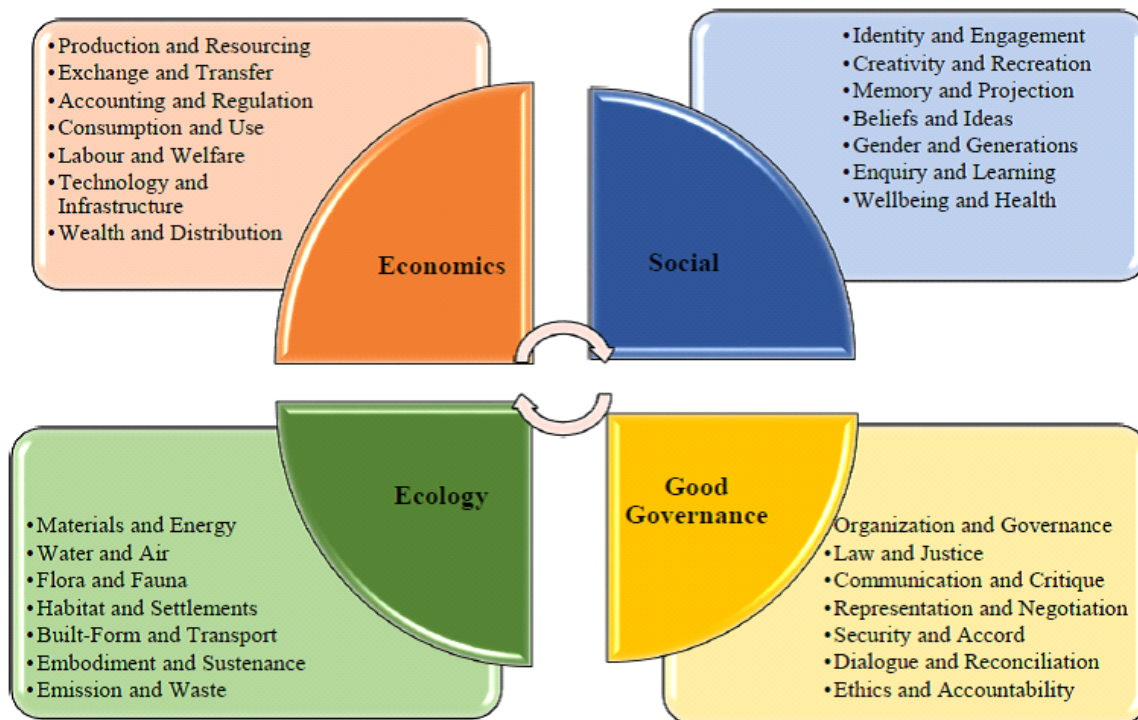 •Production and Resourcing
•Exchange and Transfer
•Accounting and Regulation
•Consumption and Use
•Labour and Welfare
•Technology and
Infrastructure
•Wealth and Distribution
Economics
•Identity and Engagement
•Creativity and Recreation
•Memory and Projection
•Beliefs and Ideas
•Gender and Generations
•Enquiry and Learning
•Wellbeing and Health
Social
Ecology
•Materials and Energy
•Water and Air
•Flora and Fauna
•Habitat and Settlements
•Built-Form and Transport
•Embodiment and Sustenance
•Emission and Waste
Good
Governance
•Organization and Governance
•Law and Justice
•Communication and Critique
•Representation and Negotiation
•Security and Accord
•Dialogue and Reconciliation
•Ethics and Accountability